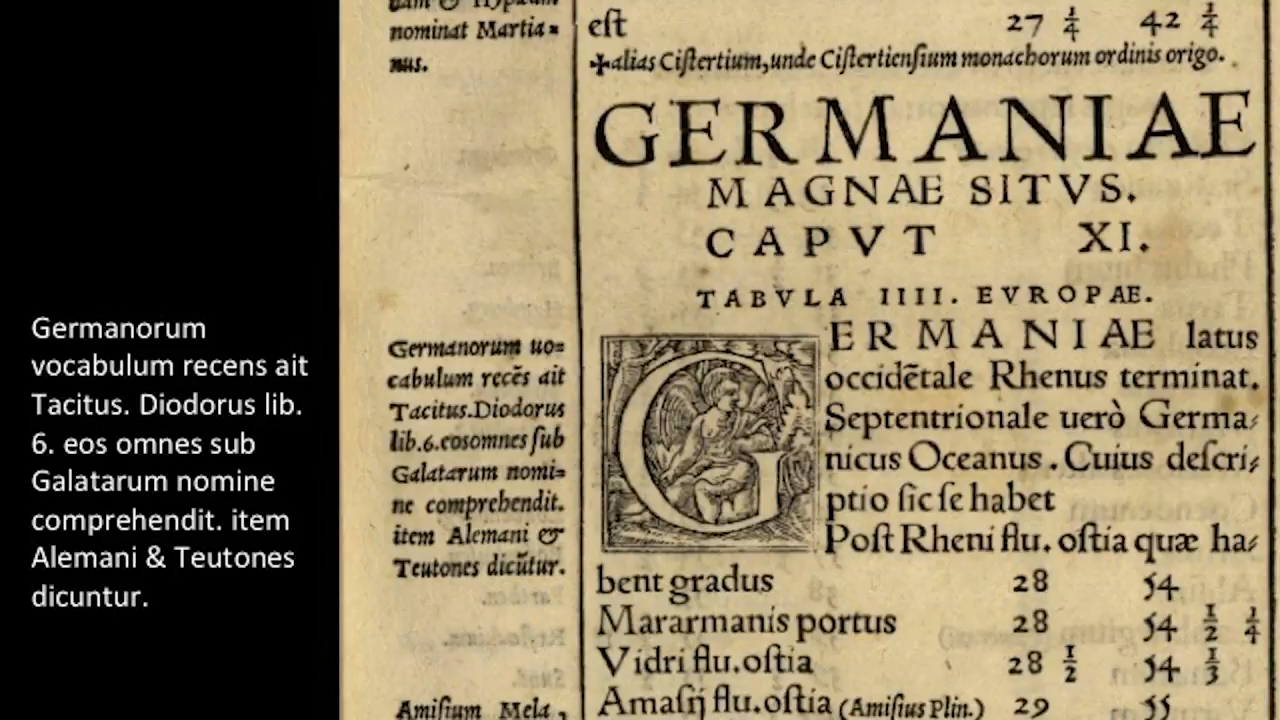 Germanorum
vocabulum recens ait
Tacitus. Diodorus lib.
6. eos omnes sub
Galatarum nomine
comprehendit. item
Alemani & Teutones
dicuntur.
nominat Martia=
nus.
Germanorum uo=
cabulum recēs ait
Tacitus. Diodorus
lib.6. eos omnes ſub
Galatarum nomi=
ne comprehendit.
item Alemani &
Teutones dicūtur.
Amiſium Mela,
eſt 27 1/4 42 1/4
✠alias Ciſtertium, unde Ciſtertienſium monachorum ordinis origo.
GERMANIAE
MAGNAE SITVS.
CAPVT XI.
TABVLA IIII. EVROPAE.
GERMANIAE latus
occidētale Rhenus terminat.
Septentrionale uerò Germa=
nicus Oceanus. Cuius deſcri=
ptio ſic ſe habet
Poſt Rheni flu. oſtia quæ ha=
bent gradus 28 54
Mararmanis portus 28 54 1/2 1/4
Vidri flu. oſtia 28 1/2 54 1/3
Amaſij flu. oſtia (Amiſius Plin.) 29 55